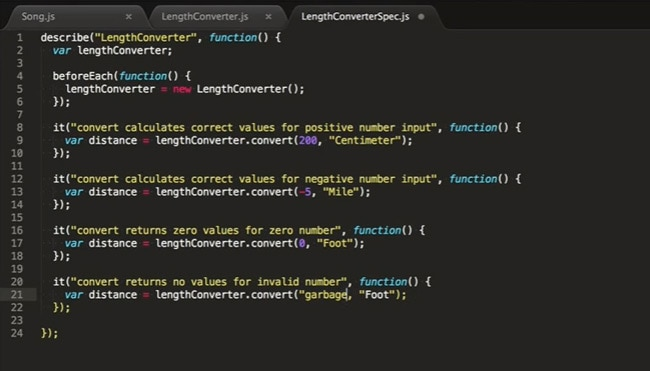 Song.js × LengthConverter.js × LengthConverterSpec.js
1 describe("LengthConverter", function() {
2 var lengthConverter;
3
4 beforeEach(function() {
5 lengthConverter = new LengthConverter();
6 });
7
8 it("convert calculates correct values for positive number input", function() {
9 var distance = lengthConverter.convert(200, "Centimeter");
10 });
11
12 it("convert calculates correct values for negative number input", function() {
13 var distance = lengthConverter.convert(-5, "Mile");
14 });
15
16 it("convert returns zero values for zero number", function() {
17 var distance = lengthConverter.convert(0, "Foot");
18 });
19
20 it("convert returns no values for invalid number", function() {
21 var distance = lengthConverter.convert("garbage, "Foot");
22 });
23
24 });